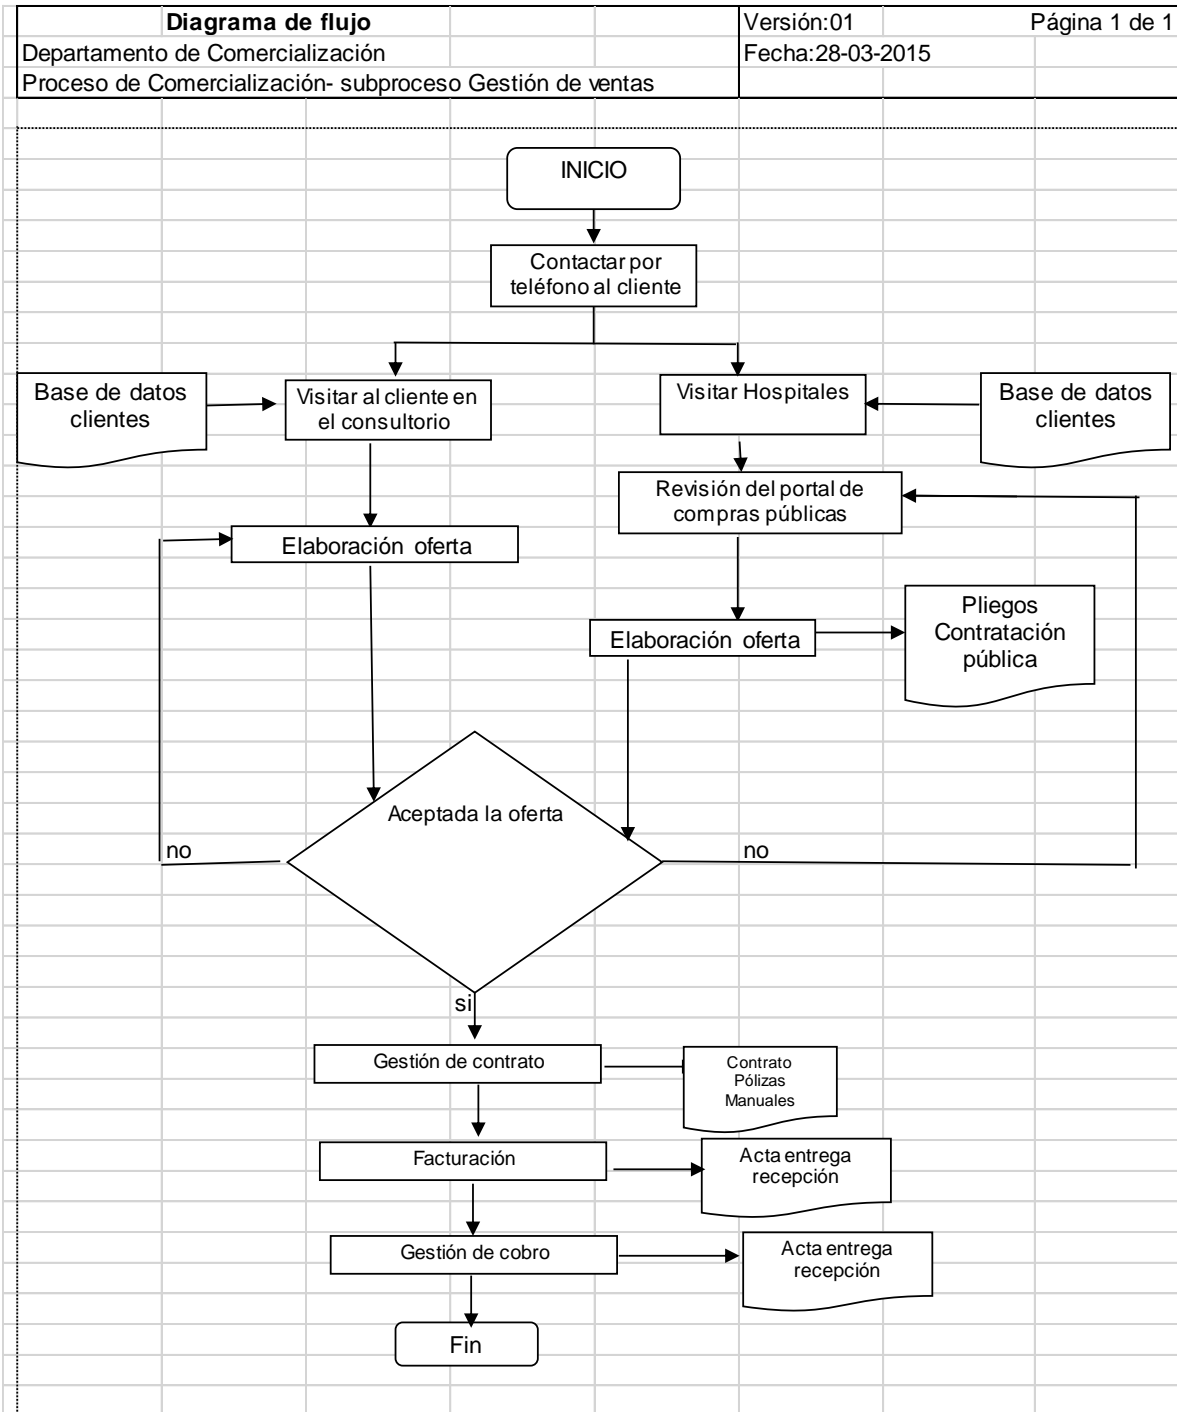 Diagrama de flujo
Versión:01
Página 1 de 1
Departamento de Comercialización
Fecha:28-03-2015
Proceso de Comercialización- subproceso Gestión de ventas
INICIO
Contactar por
teléfono al cliente
Base de datos
clientes
Visitar al cliente en
el consultorio
Visitar Hospitales
Base de datos
clientes
Revisión del portal de
compras públicas
Elaboración oferta
Elaboración oferta
Pliegos
Contratación
pública
Aceptada la oferta
no
no
si
Gestión de contrato
Contrato
Pólizas
Manuales
Facturación
Acta entrega
recepción
Gestión de cobro
Acta entrega
recepción
Fin